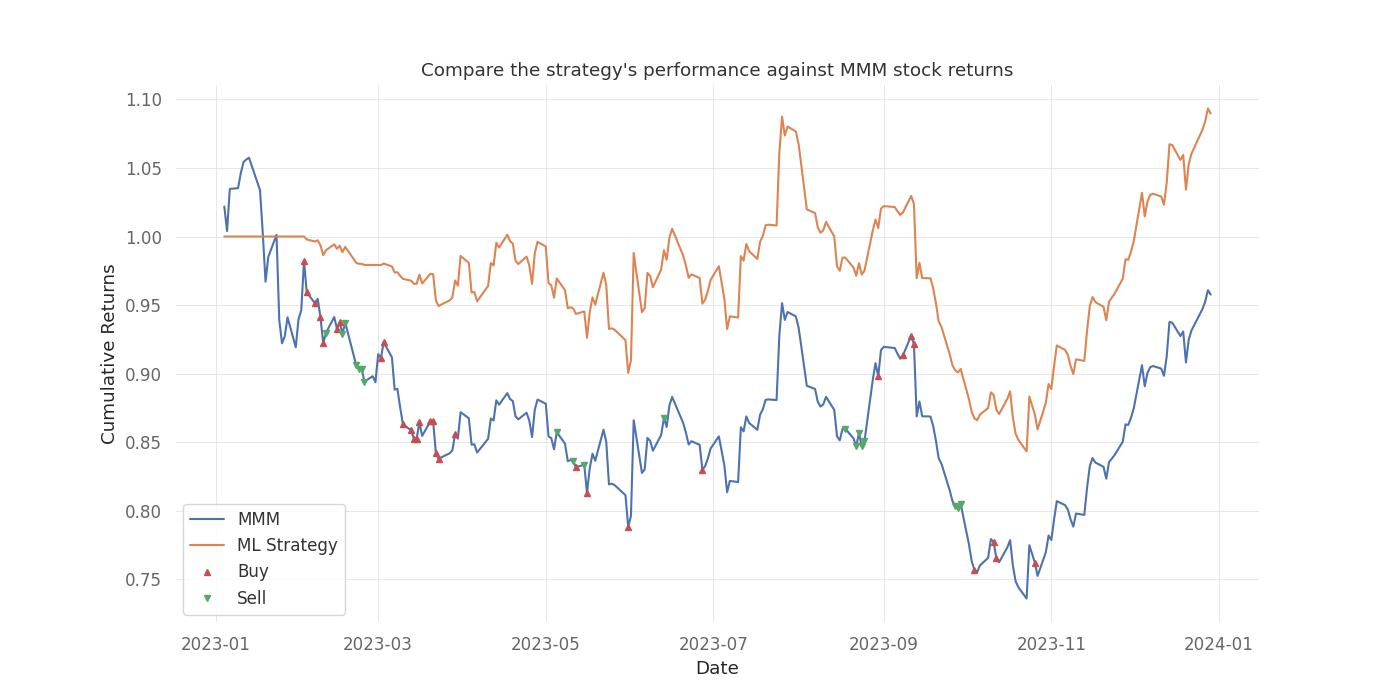 Compare the strategy's performance against MMM stock returns
1.10
1.05
1.00
0.95
0.90
0.85
0.80
0.75
Cumulative Returns
MMM
ML Strategy
Buy
Sell
2023-01 2023-03 2023-05 2023-07 2023-09 2023-11 2024-01
Date